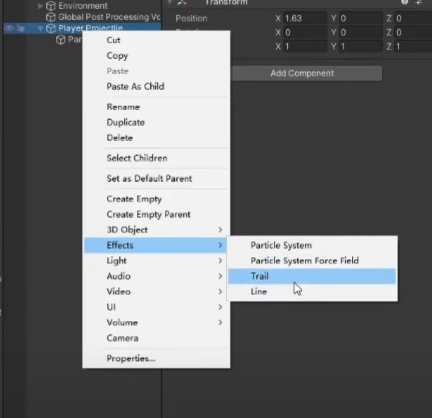 Environment
Global Post Processing Vo
Player Projectile
Par
Transform
Position X 1.63 Y 0 Z 0
X 0 Y 0 Z 0
X 1 Y 1 Z 1
Add Component
Cut
Copy
Paste
Paste As Child
Rename
Duplicate
Delete
Select Children
Set as Default Parent
Create Empty
Create Empty Parent
3D Object
Effects
Light
Audio
Video
UI
Volume
Camera
Properties...
Particle System
Particle System Force Field
Trail
Line